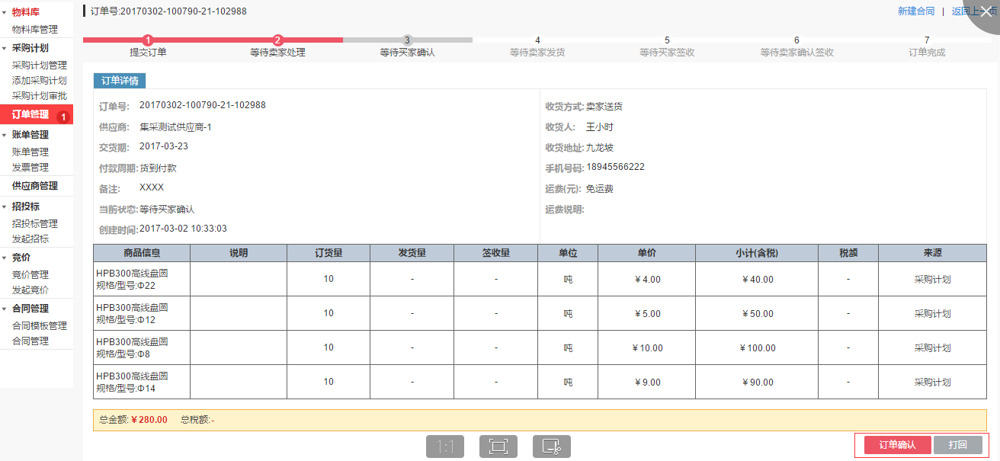 物料库
物料库管理
采购计划
采购计划管理
添加采购计划
采购计划审批
订单管理 1
账单管理
账单管理
发票管理
供应商管理
招投标
招投标管理
发起招标
竞价
竞价管理
发起竞价
合同管理
合同模板管理
合同管理
订单号:20170302-100790-21-102988
新建合同 | 返回上一页
1 2 3 4 5 6 7
提交订单 等待卖家处理 等待买家确认 等待卖家发货 等待买家签收 等待卖家确认签收 订单完成
订单详情
订单号: 20170302-100790-21-102988
供应商: 集采测试供应商-1
交货期: 2017-03-23
付款周期: 货到付款
备注: XXXX
当前状态: 等待买家确认
创建时间: 2017-03-02 10:33:03
收货方式: 卖家送货
收货人: 王小时
收货地址: 九龙坡
手机号码: 18945566222
运费(元): 免运费
运费说明:
商品信息 说明 订货量 发货量 签收量 单位 单价 小计(含税) 税额 来源
HPB300高线盘圆
规格/型号:Φ22 10 - - 吨 ¥4.00 ¥40.00 - 采购计划
HPB300高线盘圆
规格/型号:Φ12 10 - - 吨 ¥5.00 ¥50.00 - 采购计划
HPB300高线盘圆
规格/型号:Φ8 10 - - 吨 ¥10.00 ¥100.00 - 采购计划
HPB300高线盘圆
规格/型号:Φ14 10 - - 吨 ¥9.00 ¥90.00 - 采购计划
总金额:¥280.00 总税额:-
1:1
订单确认 打回